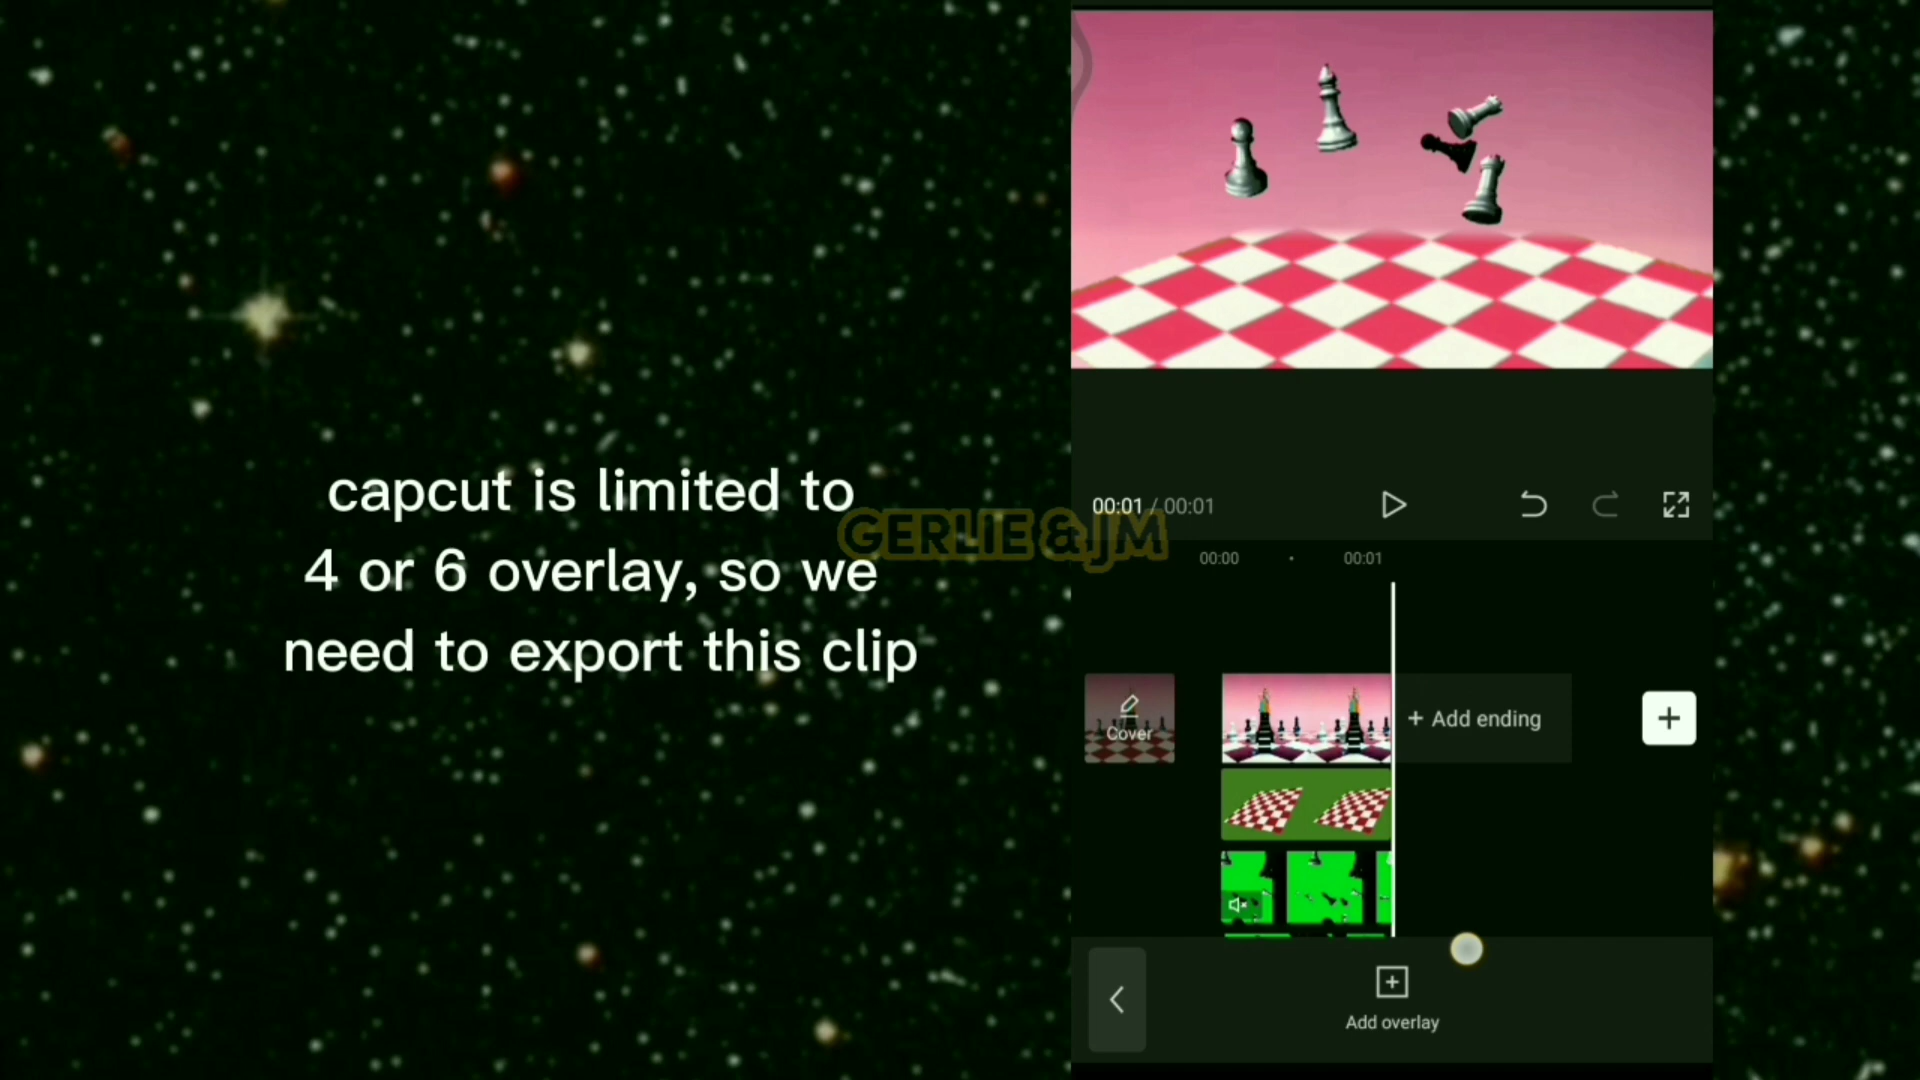 capcut is limited to
4 or 6 overlay, so we
need to export this clip
GERLIE &JM
00:01 / 00:01
00:00
00:01
Cover
+ Add ending
Add overlay